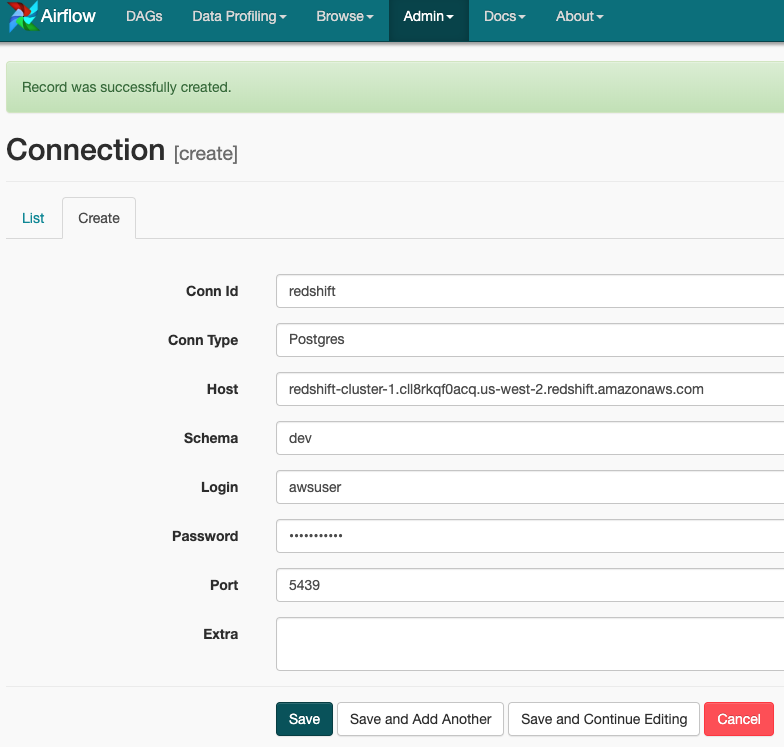 Airflow DAGs Data Profiling Browse Admin Docs About
Record was successfully created.
Connection [create]
List Create
Conn Id redshift
Conn Type Postgres
Host redshift-cluster-1.cll8rkqf0acq.us-west-2.redshift.amazonaws.com
Schema dev
Login awsuser
Password •••••••••••
Port 5439
Extra
Save Save and Add Another Save and Continue Editing Cancel